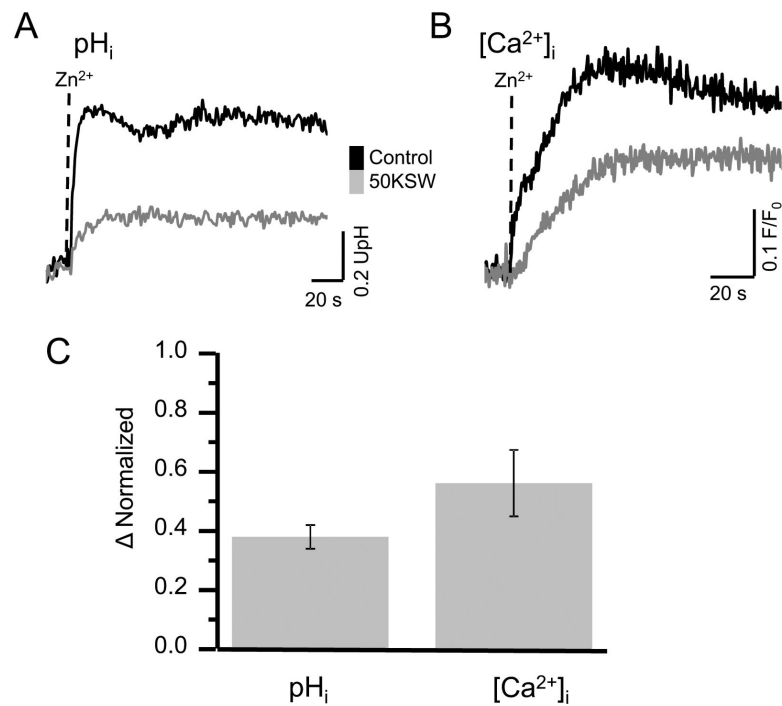 A
pHᵢ
Zn²⁺
0.2 UpH
20 s
Control
50KSW
B
[Ca²⁺]ᵢ
Zn²⁺
0.1 F/F₀
20 s
C
Δ Normalized
1.0
0.8
0.6
0.4
0.2
0.0
pHᵢ
[Ca²⁺]ᵢ